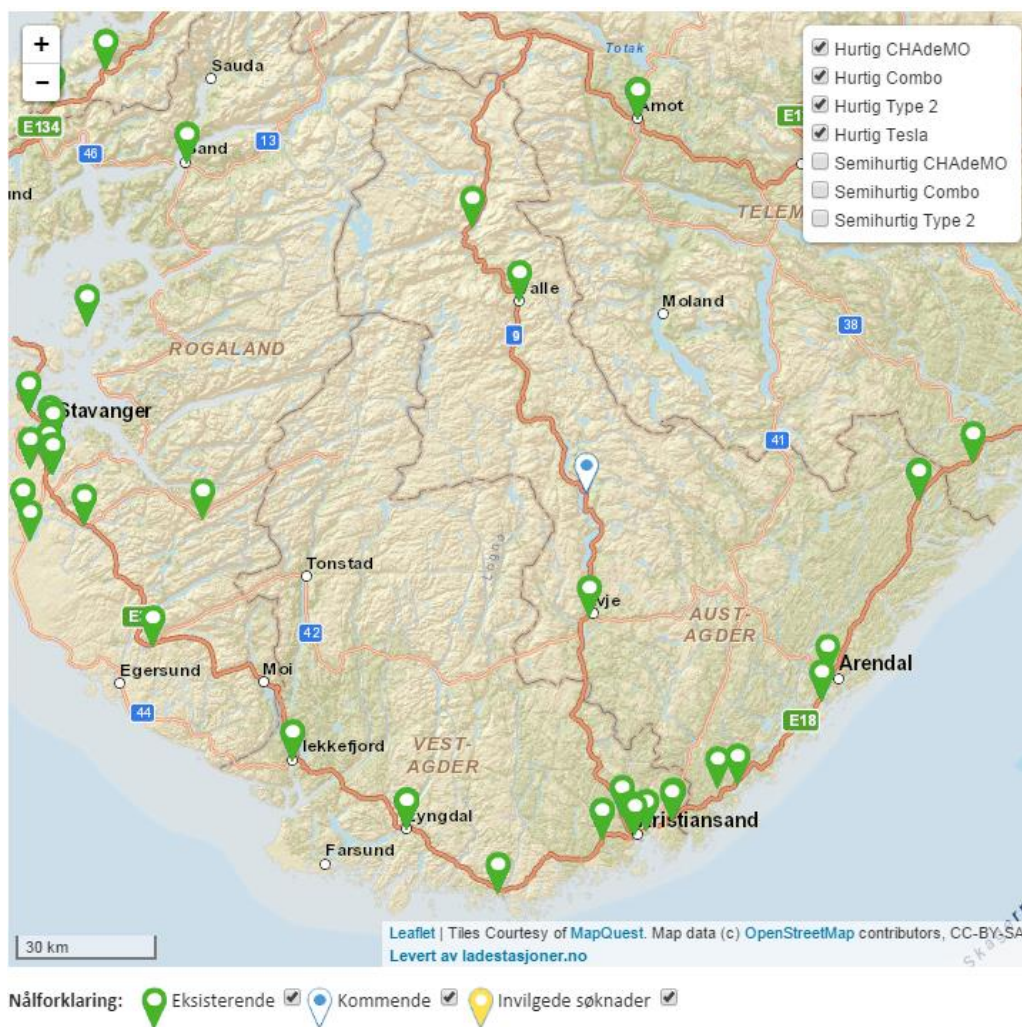 +
−
Totak
Hurtig CHAdeMO
Hurtig Combo
Hurtig Type 2
Hurtig Tesla
Semihurtig CHAdeMO
Semihurtig Combo
Semihurtig Type 2
Sauda
E134
46
13
TELEM
Moland
9
38
ROGALAND
Stavanger
41
Tonstad
Logna
42
AUST-
AGDER
Egersund
Moi
Arendal
44
E18
VEST-
AGDER
Farsund
30 km
Leaflet | Tiles Courtesy of MapQuest. Map data (c) OpenStreetMap contributors, CC-BY-SA
Levert av ladestasjoner.no
Nålforklaring: Eksisterende Kommende Invilgede søknader